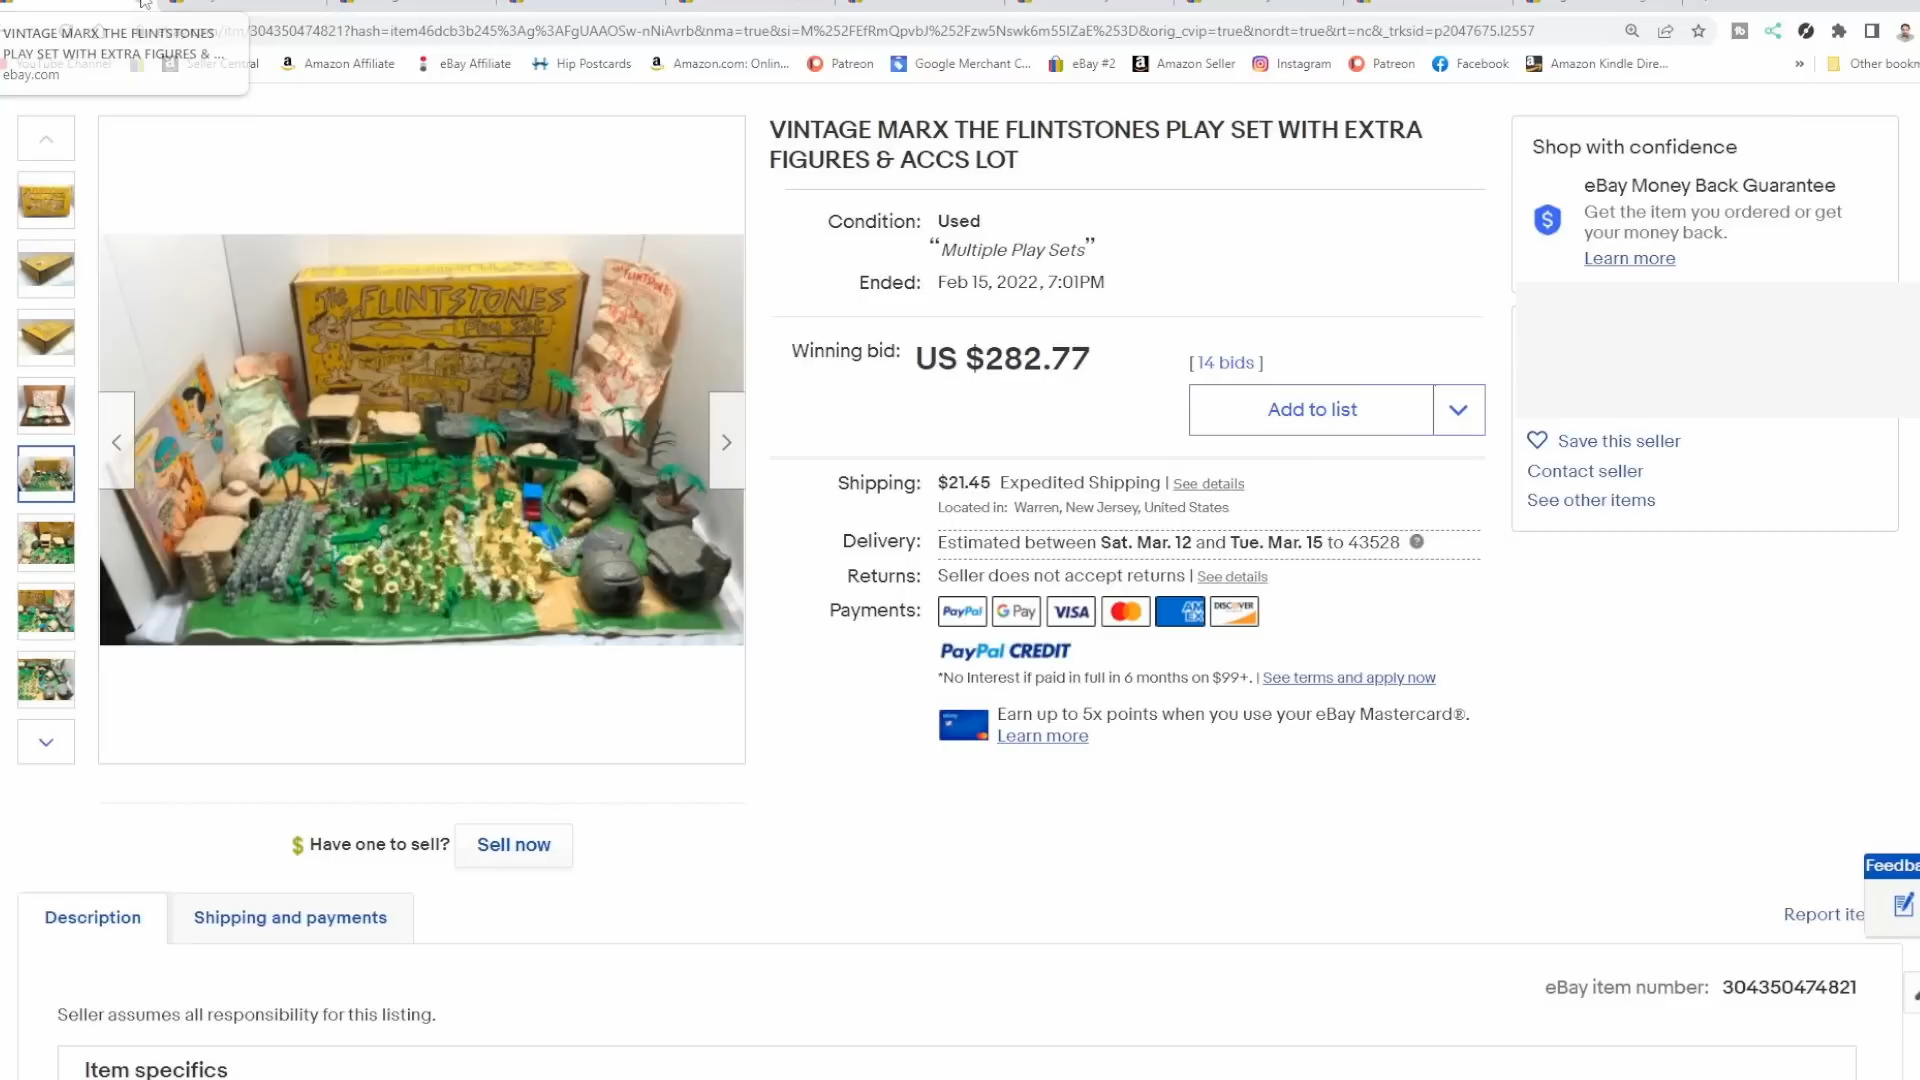 VINTAGE MARX THE FLINTSTONES
PLAY SET WITH EXTRA FIGURES & ...
ebay.com
/304350474821?hash=item46dcb3b245%3Ag%3AFgUAAOSw-nNiAvrb&nma=true&si=M%252FEfRmQpvbJ%252Fzw5Nswk6m55IZaE%253D&orig_cvip=true&nordt=true&rt=nc&_trksid=p2047675.l2557
YouTube Channel
Seller Central
Amazon Affiliate
eBay Affiliate
Hip Postcards
Amazon.com: Onlin...
Patreon
Google Merchant C...
eBay #2
Amazon Seller
Instagram
Patreon
Facebook
Amazon Kindle Dire...
»
Other bookm
VINTAGE MARX THE FLINTSTONES PLAY SET WITH EXTRA
FIGURES & ACCS LOT
Condition: Used
“Multiple Play Sets”
Ended: Feb 15, 2022, 7:01PM
Winning bid: US $282.77
[ 14 bids ]
Add to list
Shipping: $21.45 Expedited Shipping | See details
Located in: Warren, New Jersey, United States
Delivery: Estimated between Sat. Mar. 12 and Tue. Mar. 15 to 43528
Returns: Seller does not accept returns | See details
Payments: PayPal G Pay VISA AM EX DISCOVER
PayPal CREDIT
*No Interest if paid in full in 6 months on $99+. | See terms and apply now
Earn up to 5x points when you use your eBay Mastercard®.
Learn more
Shop with confidence
eBay Money Back Guarantee
Get the item you ordered or get
your money back.
Learn more
Save this seller
Contact seller
See other items
The FLINTSTONES
Play Set
FLINTSTONES
$ Have one to sell? Sell now
Feedba
Description
Shipping and payments
Report ite
eBay item number: 304350474821
Seller assumes all responsibility for this listing.
Item specifics